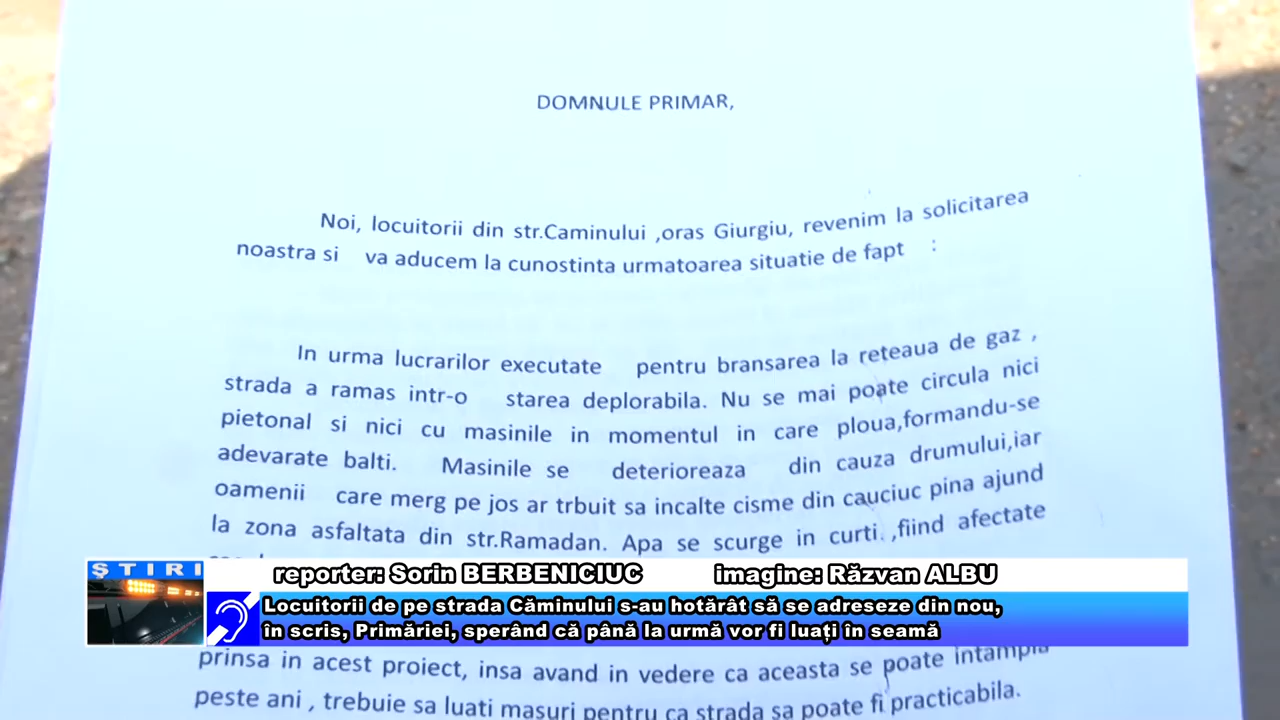 DOMNULE PRIMAR,
Noi, locuitorii din str.Caminului ,oras Giurgiu, revenim la solicitarea
noastra si va aducem la cunostinta urmatoarea situatie de fapt :
In urma lucrarilor executate pentru bransarea la reteaua de gaz ,
strada a ramas intr-o starea deplorabila. Nu se mai poate circula nici
pietonal si nici cu masinile in momentul in care ploua,formandu-se
adevarate balti. Masinile se deterioreaza din cauza drumului,iar
oamenii care merg pe jos ar trbuit sa incalte cisme din cauciuc pina ajund
la zona asfaltata din str.Ramadan. Apa se scurge in curti ,fiind afectate
ŞTIRI
reporter: Sorin BERBENICIUC imagine: Răzvan ALBU
Locuitorii de pe strada Căminului s-au hotărât să se adreseze din nou,
în scris, Primăriei, sperând că până la urmă vor fi luați în seamă
prinsa in acest proiect, insa avand in vedere ca aceasta se poate intampla
peste ani , trebuie sa luati masuri pentru ca strada sa poate fi practicabila.